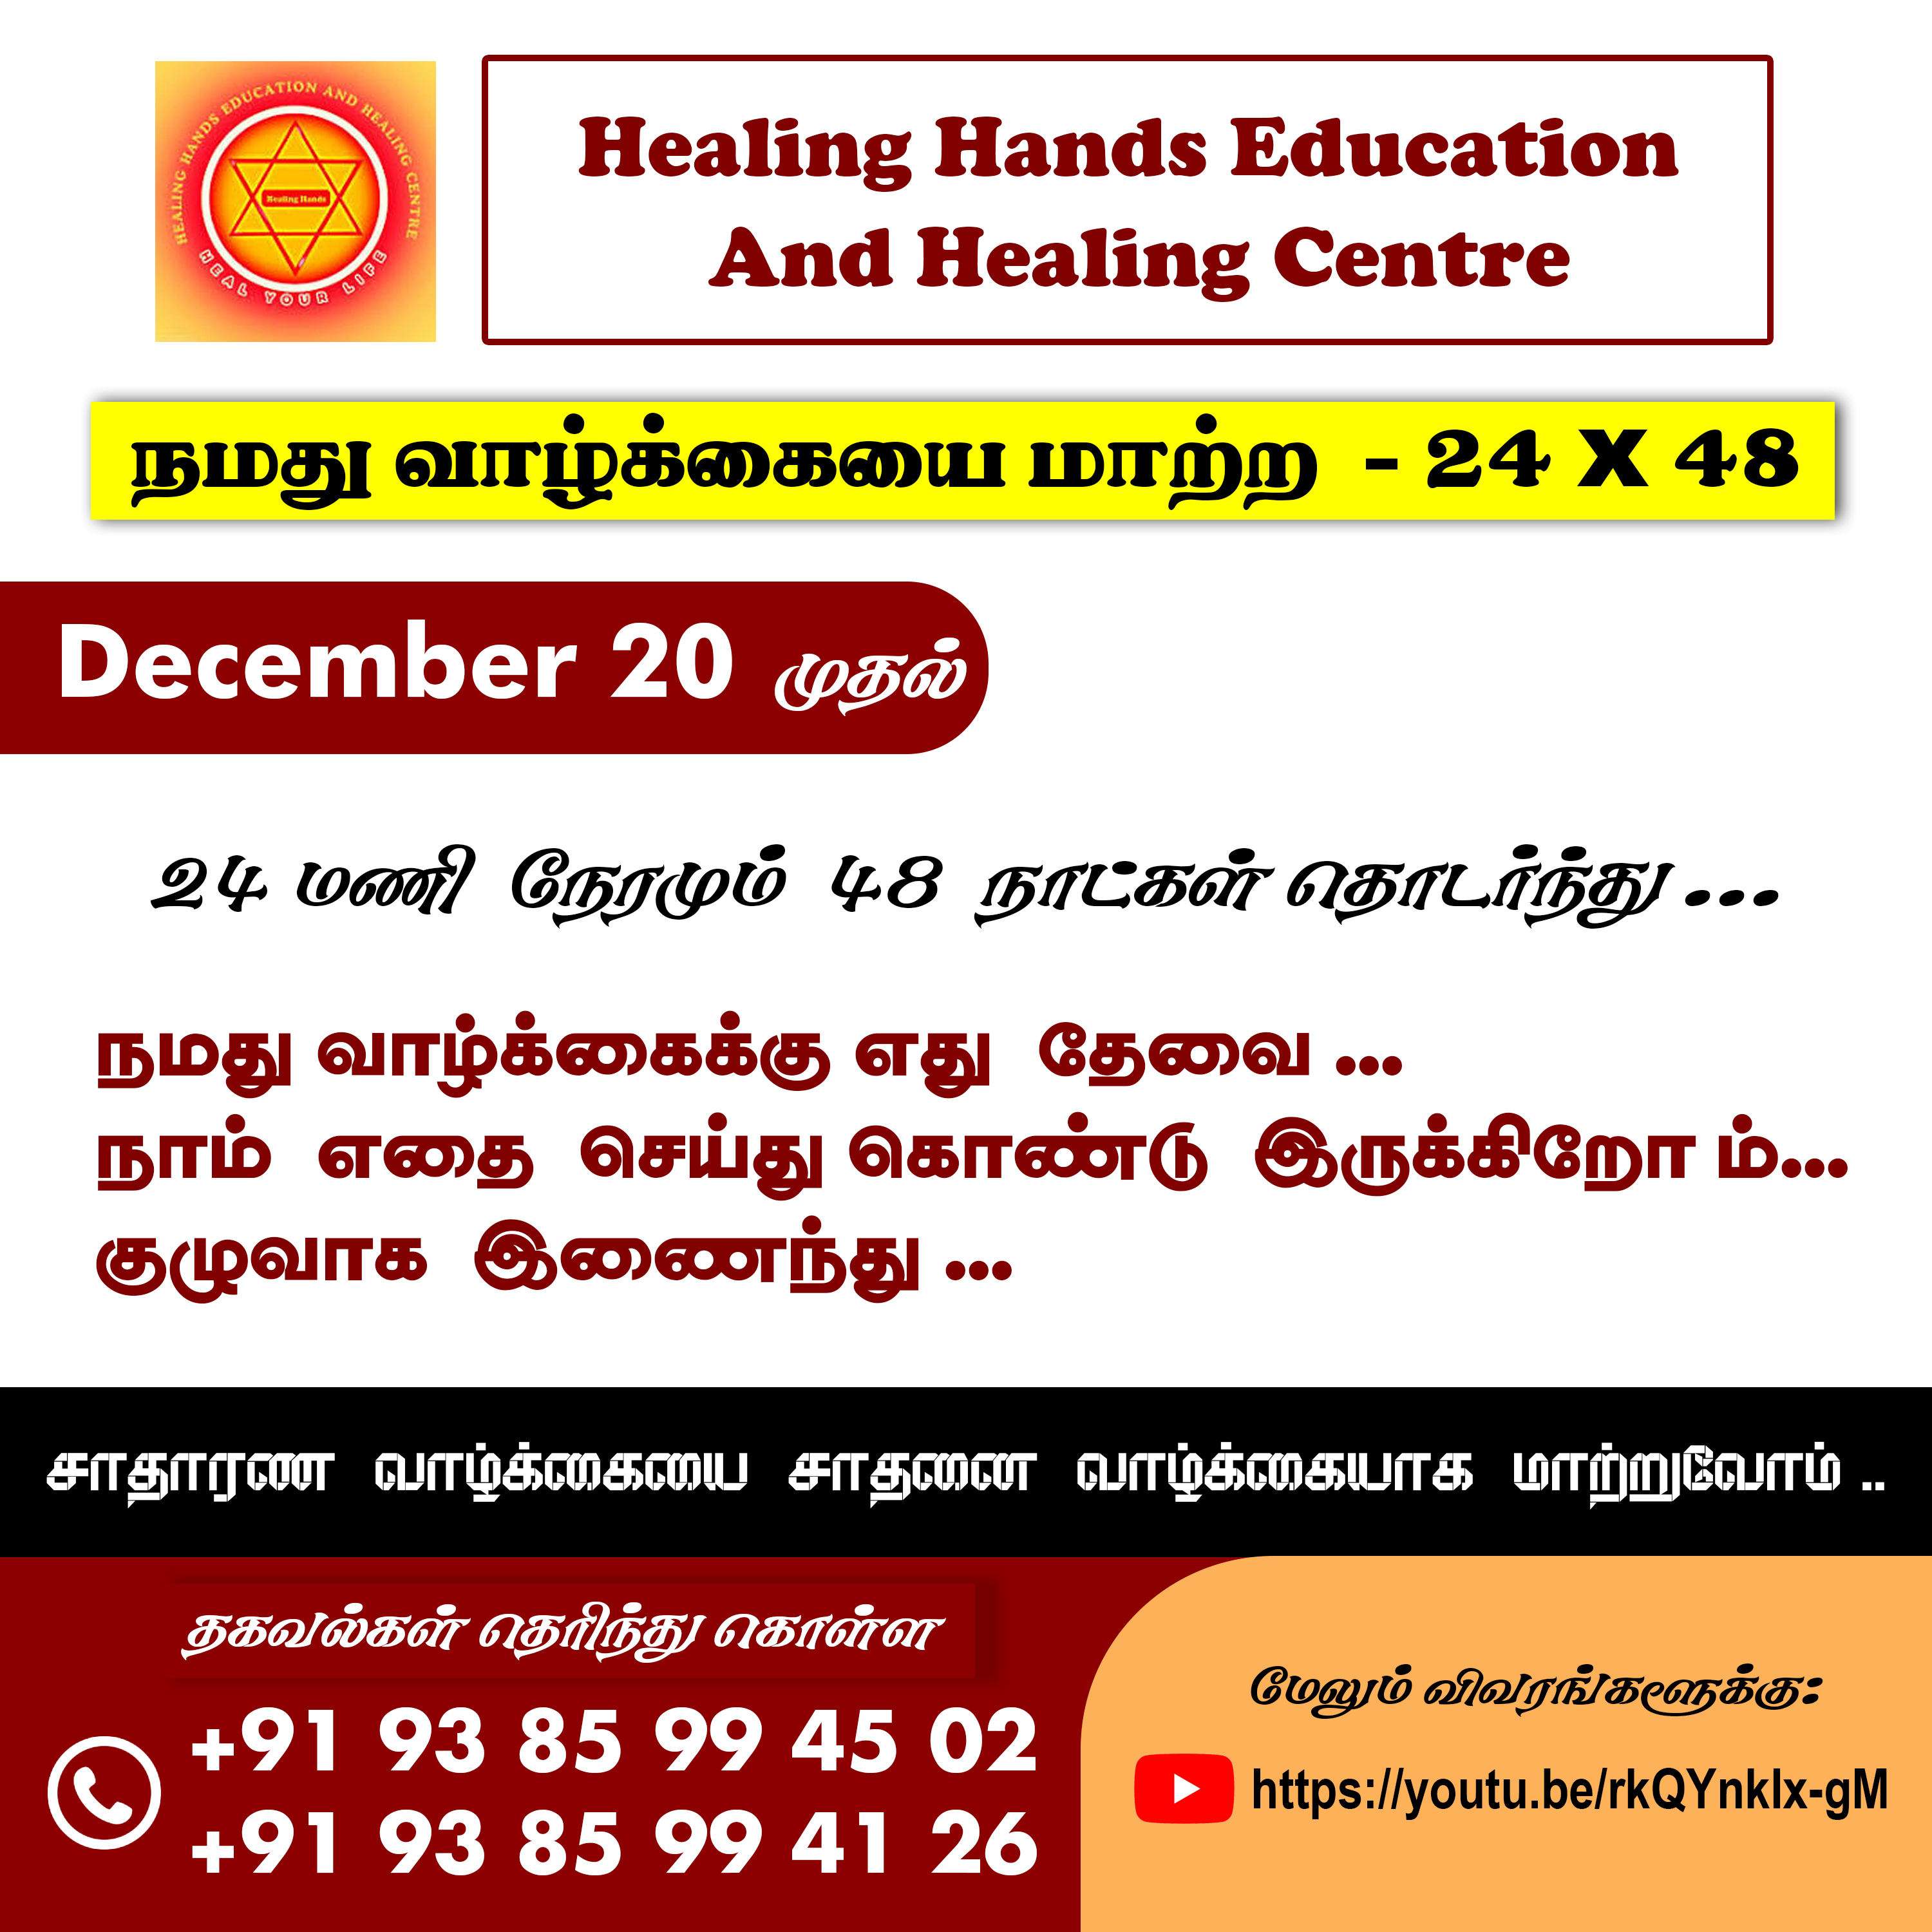 HEALING HANDS EDUCATION AND HEALING CENTRE
Healing Hands
HEAL YOUR LIFE
Healing Hands Education
And Healing Centre
நமது வாழ்க்கையை மாற்ற - 24 X 48
December 20 முதல்
24 மணி நேரமும் 48 நாட்கள் தொடர்ந்து ...
நமது வாழ்க்கைக்கு எது தேவை ...
நாம் எதை செய்து கொண்டு இருக்கிறோ ம்...
குழுவாக இணைந்து ...
சாதாரண வாழ்க்கையை சாதனை வாழ்க்கையாக மாற்றுவோம் ..
தகவல்கள் தெரிந்து கொள்ள
+91 93 85 99 45 02
+91 93 85 99 41 26
மேலும் விவரங்களுக்கு:
https://youtu.be/rkQYnklx-gM